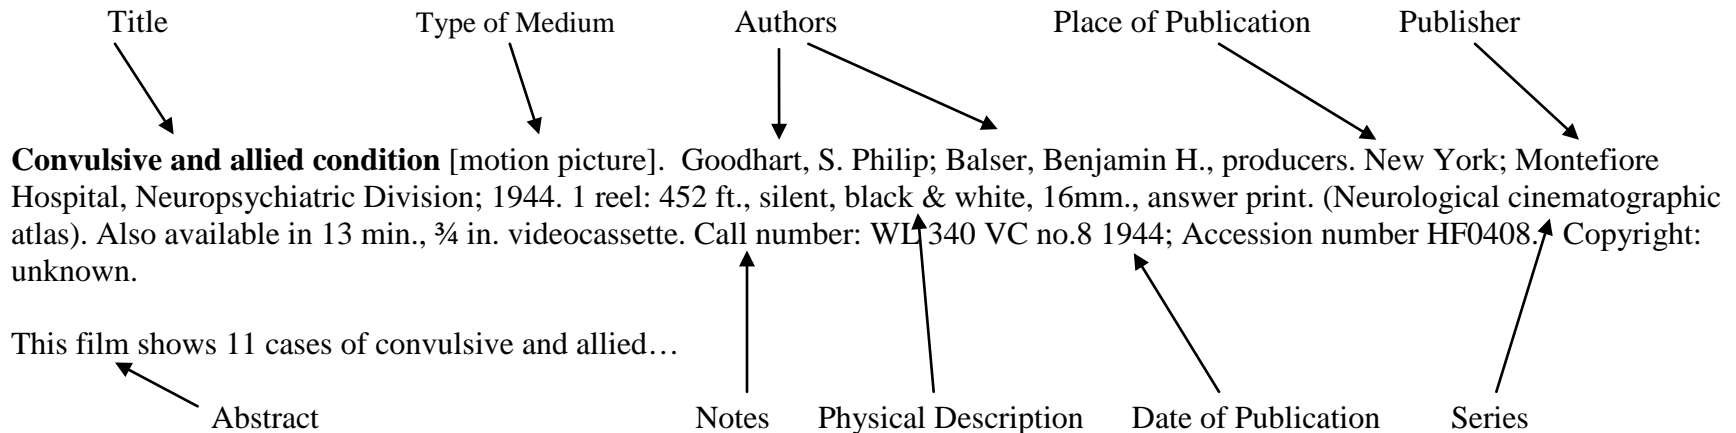 Title Type of Medium Authors Place of Publication Publisher
Convulsive and allied condition [motion picture].  Goodhart, S. Philip; Balser, Benjamin H., producers. New York; Montefiore
Hospital, Neuropsychiatric Division; 1944. 1 reel: 452 ft., silent, black & white, 16mm., answer print. (Neurological cinematographic
atlas). Also available in 13 min., ¾ in. videocassette. Call number: WL 340 VC no.8 1944; Accession number HF0408.   Copyright:
unknown.
This film shows 11 cases of convulsive and allied…
Abstract Notes Physical Description Date of Publication Series